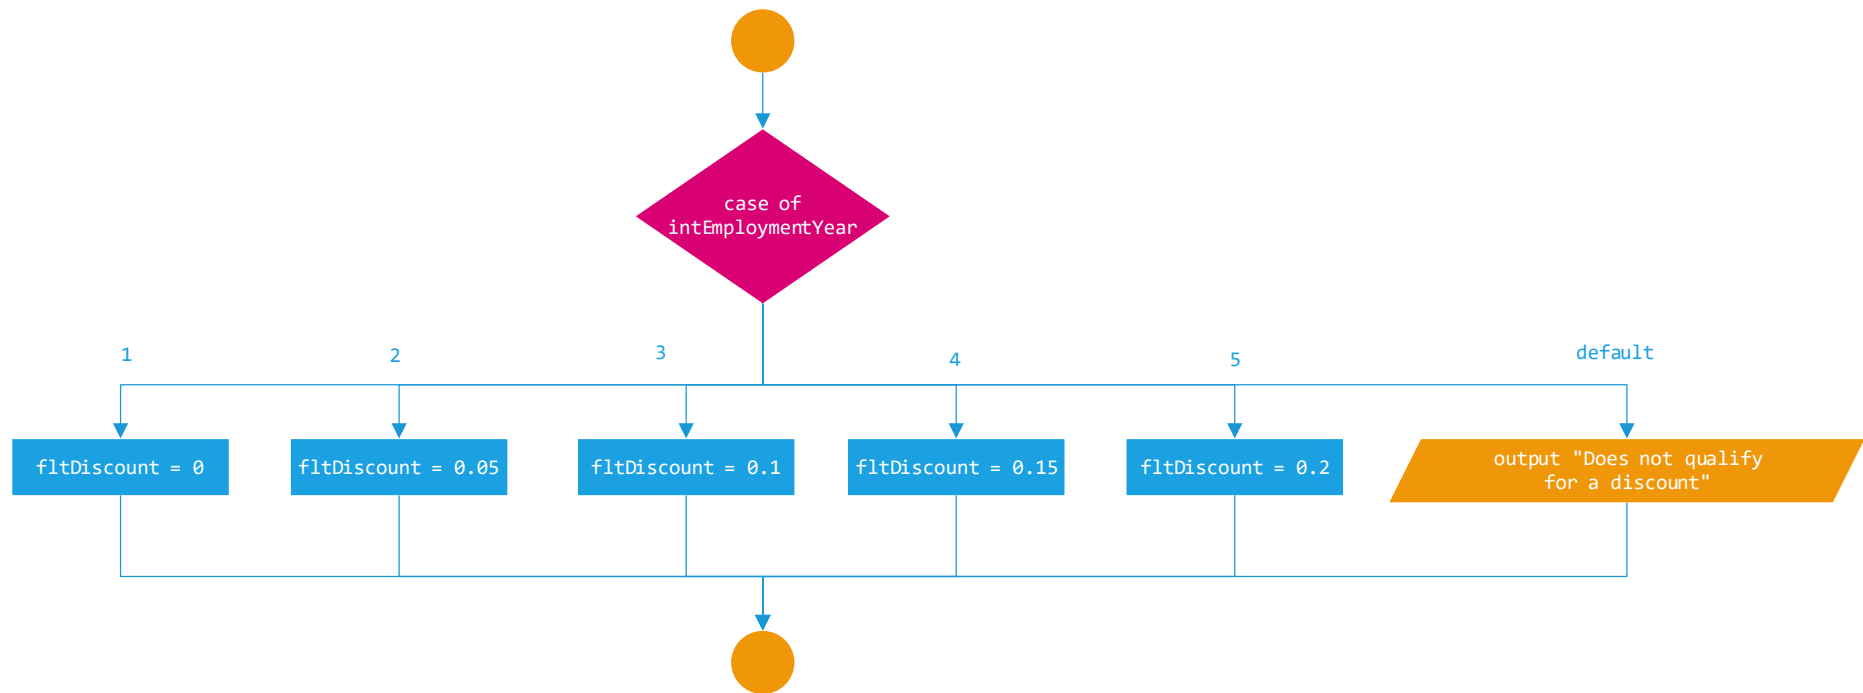 case of
intEmploymentYear
1
2
3
4
5
default
fltDiscount = 0
fltDiscount = 0.05
fltDiscount = 0.1
fltDiscount = 0.15
fltDiscount = 0.2
output "Does not qualify
for a discount"